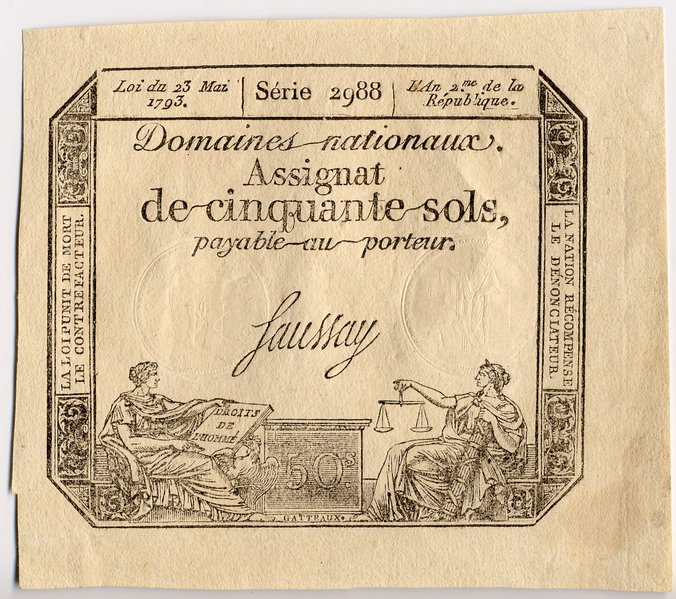 Loi du 23 Mai
1793.
Série 2988
L'An 2.me de la
République.
Domaines nationaux.
Assignat
de cinquante sols,
payable au porteur.
LA LOI PUNIT DE MORT
LE CONTREFACTEUR.
LA NATION RÉCOMPENSE
LE DÉNONCIATEUR.
Saussay
DROITS
DE
L'HOMME
50s
GATTEAUX.